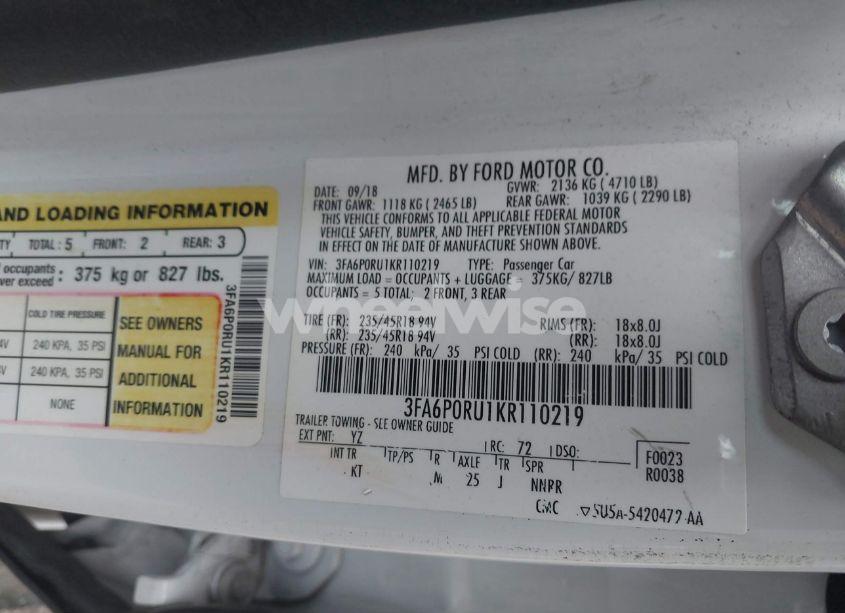 AND LOADING INFORMATION
TY TOTAL: 5 FRONT: 2 REAR: 3
occupants
ver exceed : 375 kg or 827 lbs.
COLD TIRE PRESSURE
240 KPA, 35 PSI
240 KPA, 35 PSI
NONE
SEE OWNERS
MANUAL FOR
ADDITIONAL
INFORMATION
3FA6P0RU1KR110219
MFD. BY FORD MOTOR CO.
DATE: 09/18 GVWR: 2136 KG ( 4710 LB)
FRONT GAWR: 1118 KG ( 2465 LB) REAR GAWR: 1039 KG ( 2290 LB)
THIS VEHICLE CONFORMS TO ALL APPLICABLE FEDERAL MOTOR
VEHICLE SAFETY, BUMPER, AND THEFT PREVENTION STANDARDS
IN EFFECT ON THE DATE OF MANUFACTURE SHOWN ABOVE.
VIN: 3FA6P0RU1KR110219 TYPE: Passenger Car
MAXIMUM LOAD = OCCUPANTS + LUGGAGE = 375KG/ 827LB
OCCUPANTS = 5 TOTAL: 2 FRONT, 3 REAR
TIRE (FR): 235/45R18 94V RIMS (FR): 18x8.0J
(RR): 235/45R18 94V (RR): 18x8.0J
PRESSURE (FR): 240 kPa/ 35 PSI COLD (RR): 240 kPa/ 35 PSI COLD
3FA6P0RU1KR110219
TRAILER TOWING - SEE OWNER GUIDE
EXT PNT: YZ RC: 72 DSO:
F0023
R0038
INT TR TP/PS R AXLE TR SPR
KT M 25 J NNPR
CMC ▽5U5A-5420472-AA
wheelwise